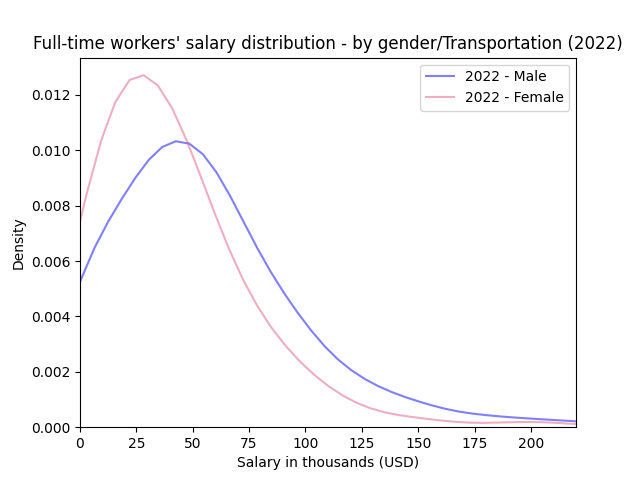 Full-time workers' salary distribution - by gender/Transportation (2022)
2022 - Male
2022 - Female
0.012
0.010
0.008
0.006
0.004
0.002
0.000
Density
0 25 50 75 100 125 150 175 200
Salary in thousands (USD)